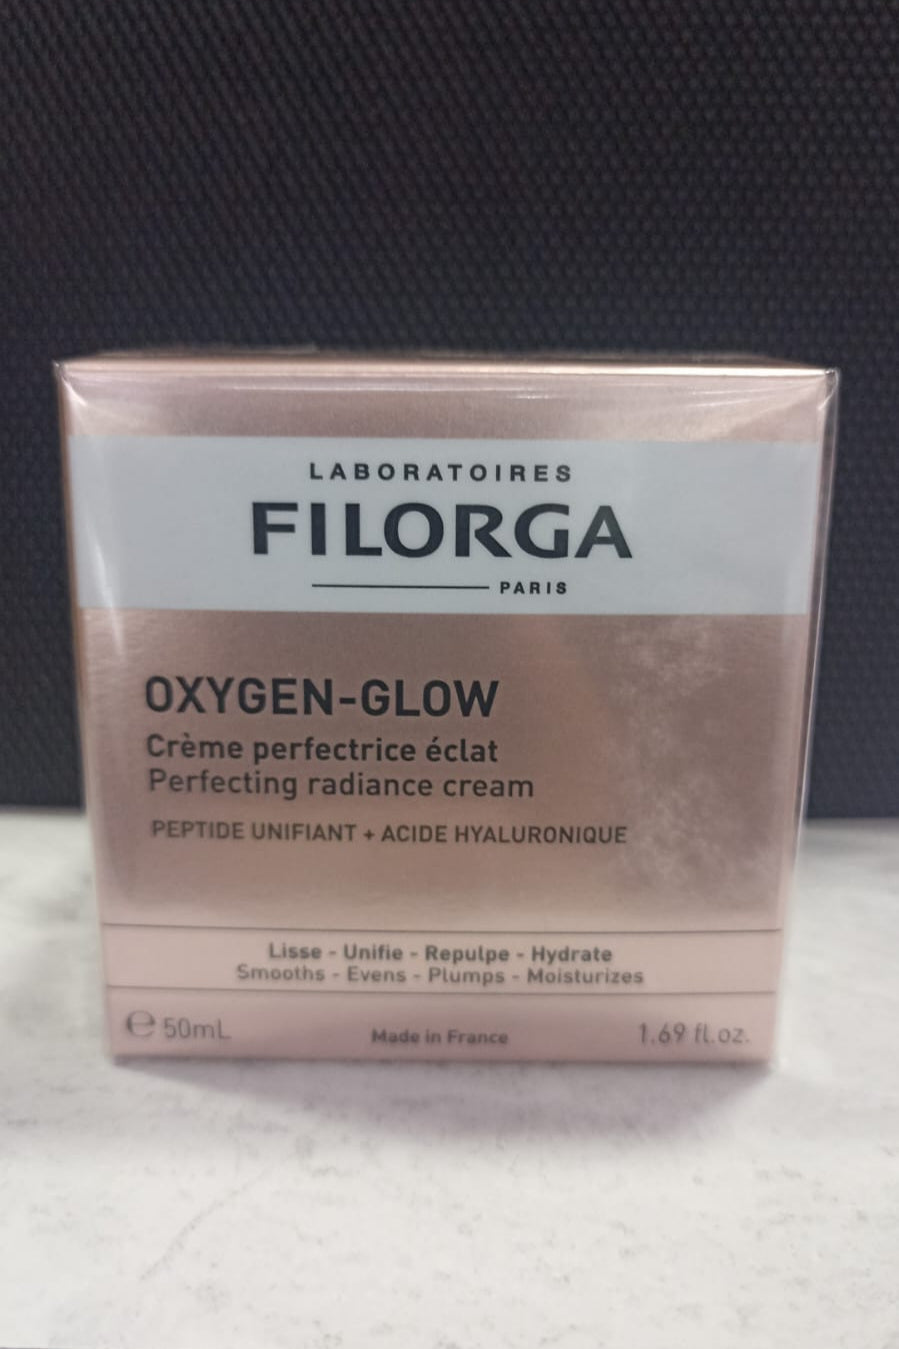 LABORATOIRES
FILORGA
PARIS
OXYGEN-GLOW
Crème perfectrice éclat
Perfecting radiance cream
PEPTIDE UNIFIANT + ACIDE HYALURONIQUE
Lisse - Unifie - Repulpe - Hydrate
Smooths - Evens - Plumps - Moisturizes
℮ 50mL Made in France 1.69 fl.oz.